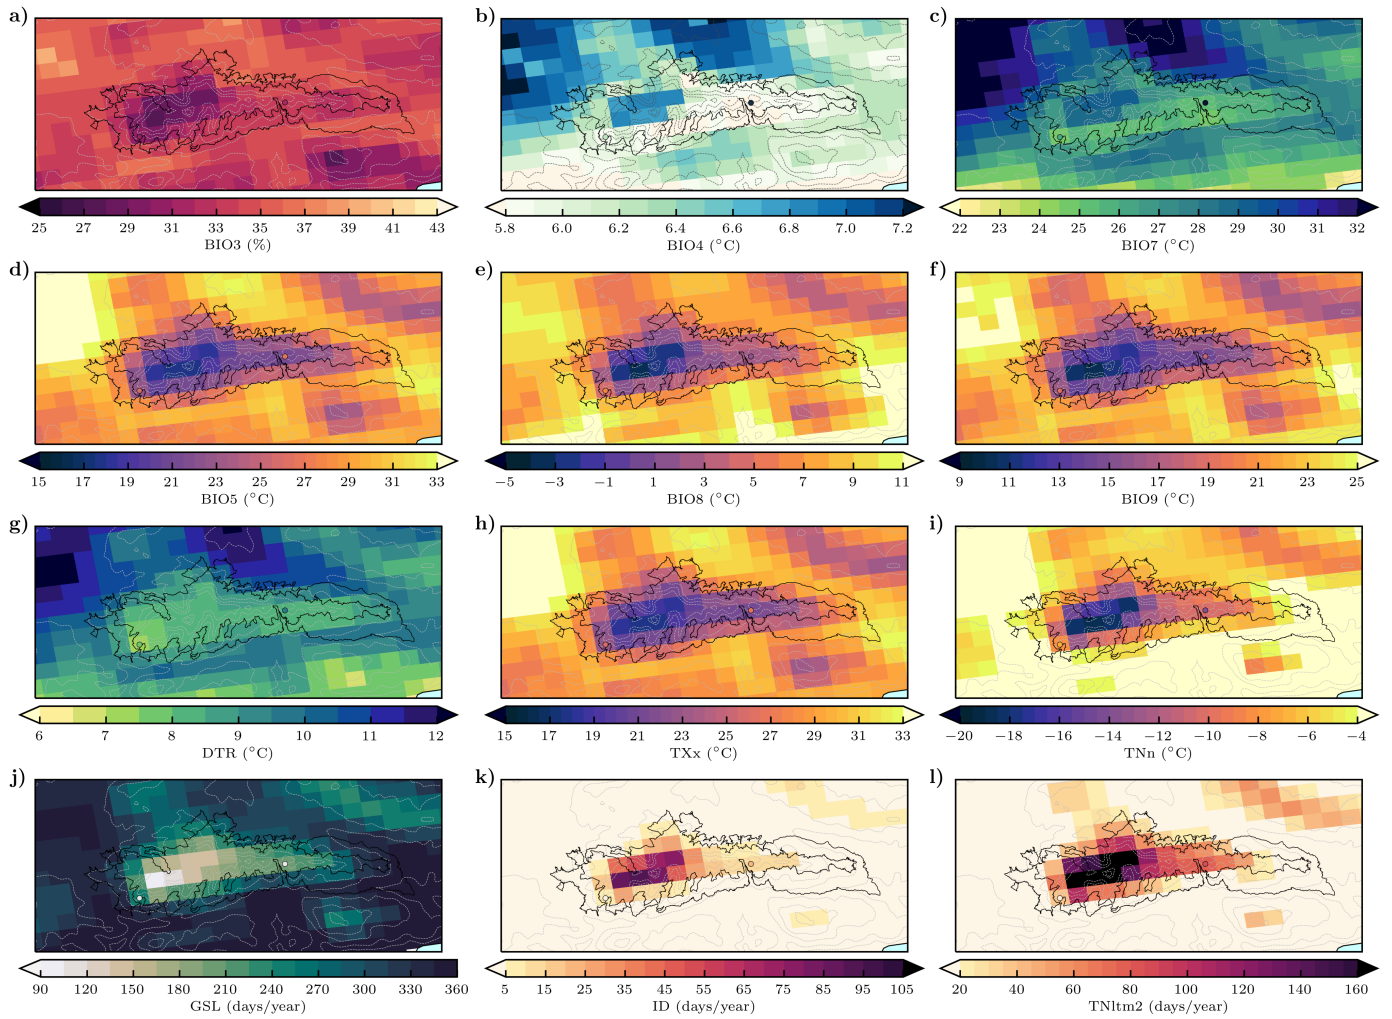 a) b) c)
25 27 29 31 33 35 37 39 41 43
BIO3 (%)
5.8 6.0 6.2 6.4 6.6 6.8 7.0 7.2
BIO4 (°C)
22 23 24 25 26 27 28 29 30 31 32
BIO7 (°C)
d) e) f)
15 17 19 21 23 25 27 29 31 33
BIO5 (°C)
−5 −3 −1 1 3 5 7 9 11
BIO8 (°C)
9 11 13 15 17 19 21 23 25
BIO9 (°C)
g) h) i)
6 7 8 9 10 11 12
DTR (°C)
15 17 19 21 23 25 27 29 31 33
TXx (°C)
−20 −18 −16 −14 −12 −10 −8 −6 −4
TNn (°C)
j) k) l)
90 120 150 180 210 240 270 300 330 360
GSL (days/year)
5 15 25 35 45 55 65 75 85 95 105
ID (days/year)
20 40 60 80 100 120 140 160
TNltm2 (days/year)